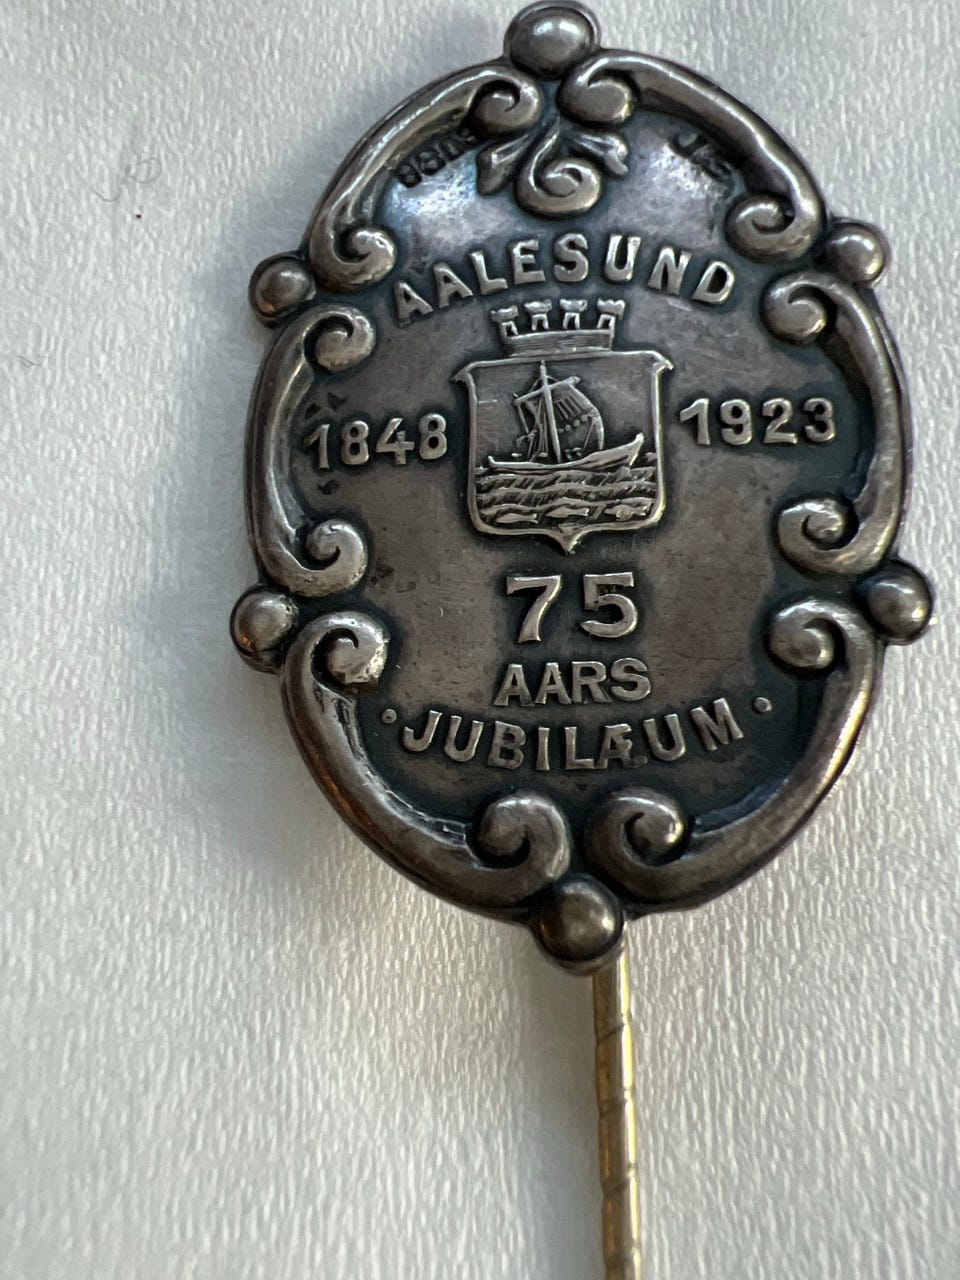 AALESUND
1848 1923
75
AARS
· JUBILÆUM ·